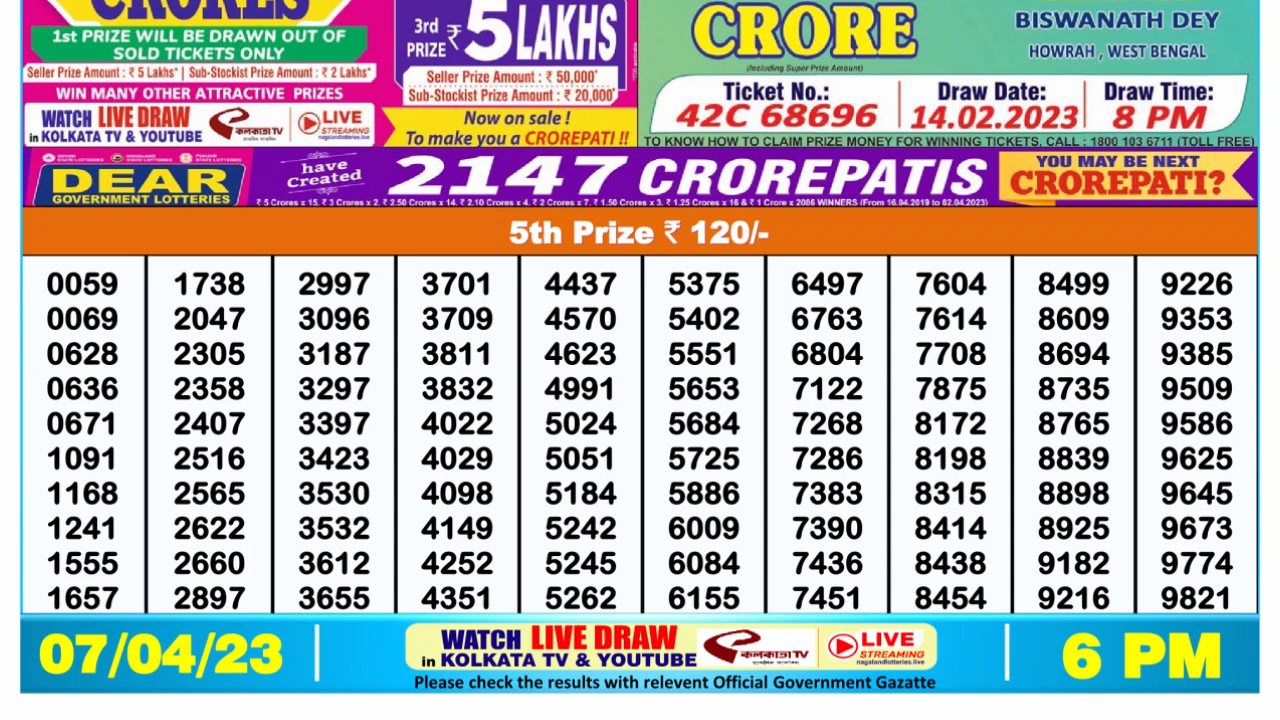 CRORES
1st PRIZE WILL BE DRAWN OUT OF
SOLD TICKETS ONLY
Seller Prize Amount : ₹ 5 Lakhs* | Sub-Stockist Prize Amount : ₹ 2 Lakhs*
WIN MANY OTHER ATTRACTIVE PRIZES
WATCH LIVE DRAW
in KOLKATA TV & YOUTUBE
কলকাতা TV
LIVE
STREAMING
nagalandlotteries.live
3rd
PRIZE ₹ 5 LAKHS
Seller Prize Amount : ₹ 50,000*
Sub-Stockist Prize Amount : ₹ 20,000*
Now on sale !
To make you a CROREPATI !!
CRORE
(Including Super Prize Amount)
BISWANATH DEY
HOWRAH , WEST BENGAL
Ticket No.: Draw Date: Draw Time:
42C 68696 14.02.2023 8 PM
TO KNOW HOW TO CLAIM PRIZE MONEY FOR WINNING TICKETS, CALL : 1800 103 6711 (TOLL FREE)
DEAR
GOVERNMENT LOTTERIES
have
Created
2147 CROREPATIS
₹ 5 Crores x 15, ₹ 3 Crores x 2, ₹ 2.50 Crores x 14, ₹ 2.10 Crores x 4, ₹ 2 Crores x 7, ₹ 1.50 Crores x 3, ₹ 1.25 Crores x 16 & ₹ 1 Crore x 2086 WINNERS (From 16.04.2019 to 02.04.2023)
YOU MAY BE NEXT
CROREPATI?
5th Prize ₹ 120/-
0059 1738 2997 3701 4437 5375 6497 7604 8499 9226
0069 2047 3096 3709 4570 5402 6763 7614 8609 9353
0628 2305 3187 3811 4623 5551 6804 7708 8694 9385
0636 2358 3297 3832 4991 5653 7122 7875 8735 9509
0671 2407 3397 4022 5024 5684 7268 8172 8765 9586
1091 2516 3423 4029 5051 5725 7286 8198 8839 9625
1168 2565 3530 4098 5184 5886 7383 8315 8898 9645
1241 2622 3532 4149 5242 6009 7390 8414 8925 9673
1555 2660 3612 4252 5245 6084 7436 8438 9182 9774
1657 2897 3655 4351 5262 6155 7451 8454 9216 9821
07/04/23
WATCH LIVE DRAW
in KOLKATA TV & YOUTUBE
কলকাতা TV
LIVE
STREAMING
nagalandlotteries.live
Please check the results with relevent Official Government Gazatte
6 PM